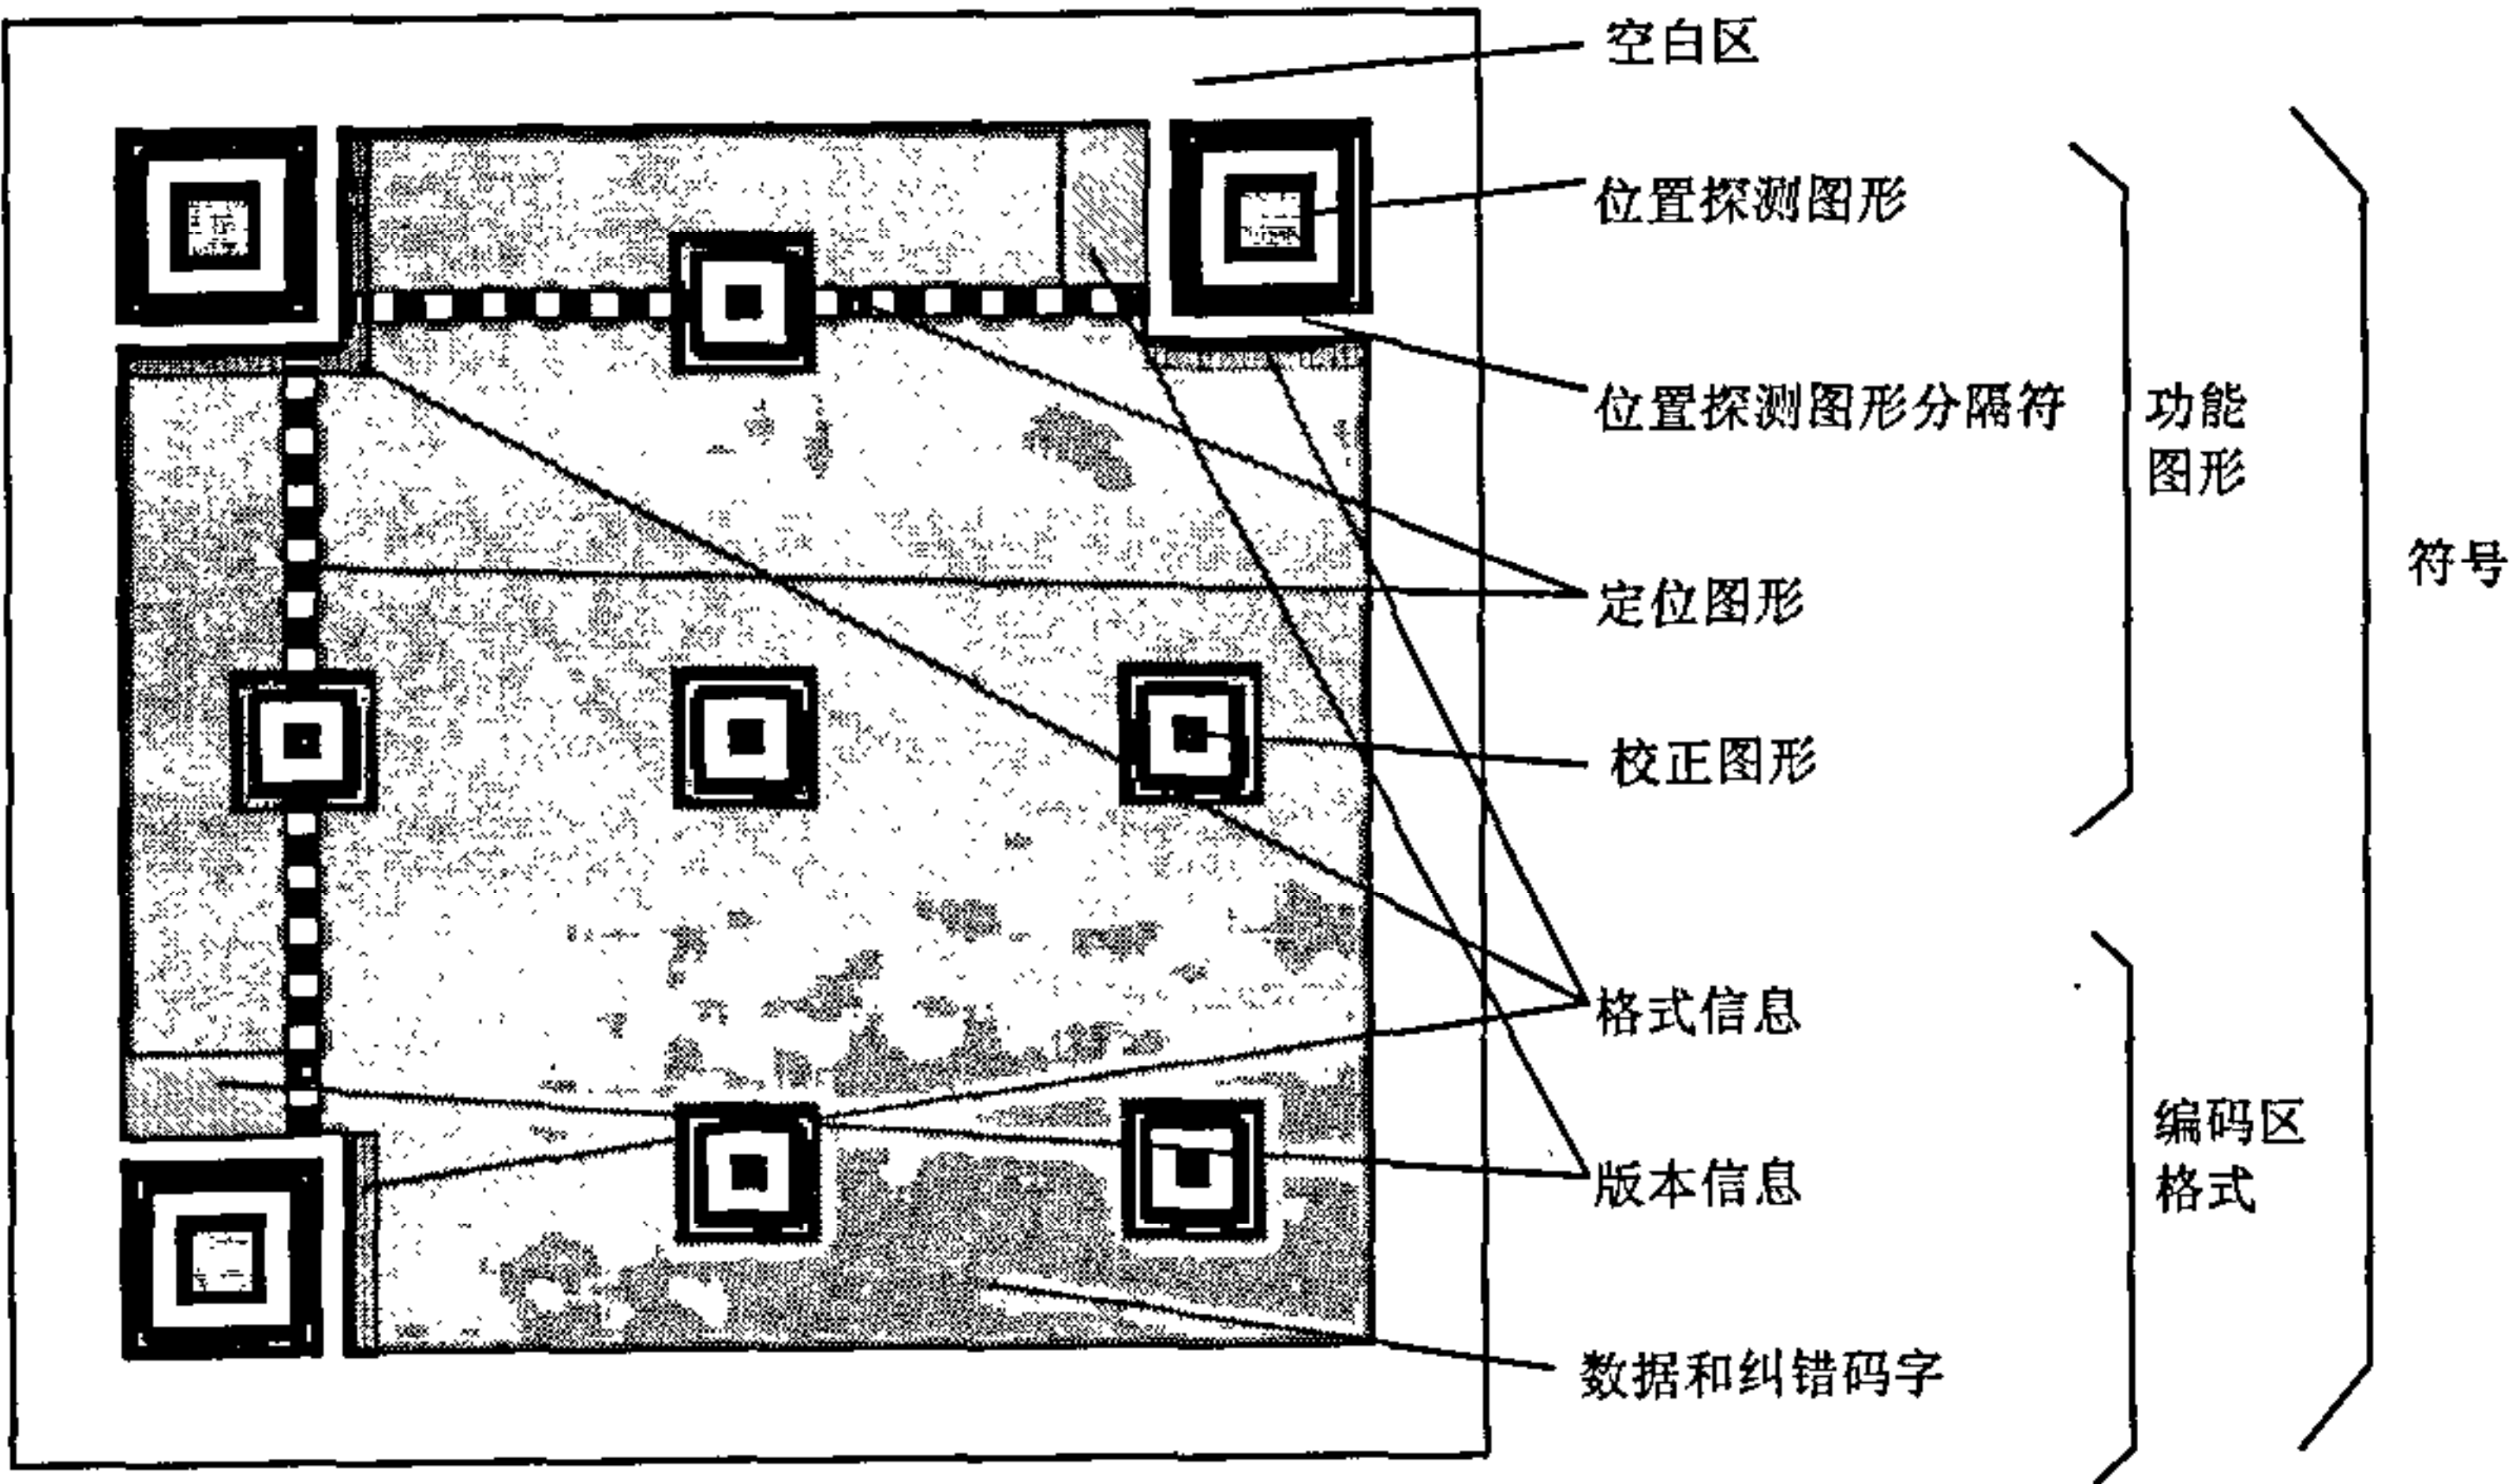 空白区
位置探测图形
位置探测图形分隔符
功能
图形
符号
定位图形
校正图形
格式信息
编码区
格式
版本信息
数据和纠错码字